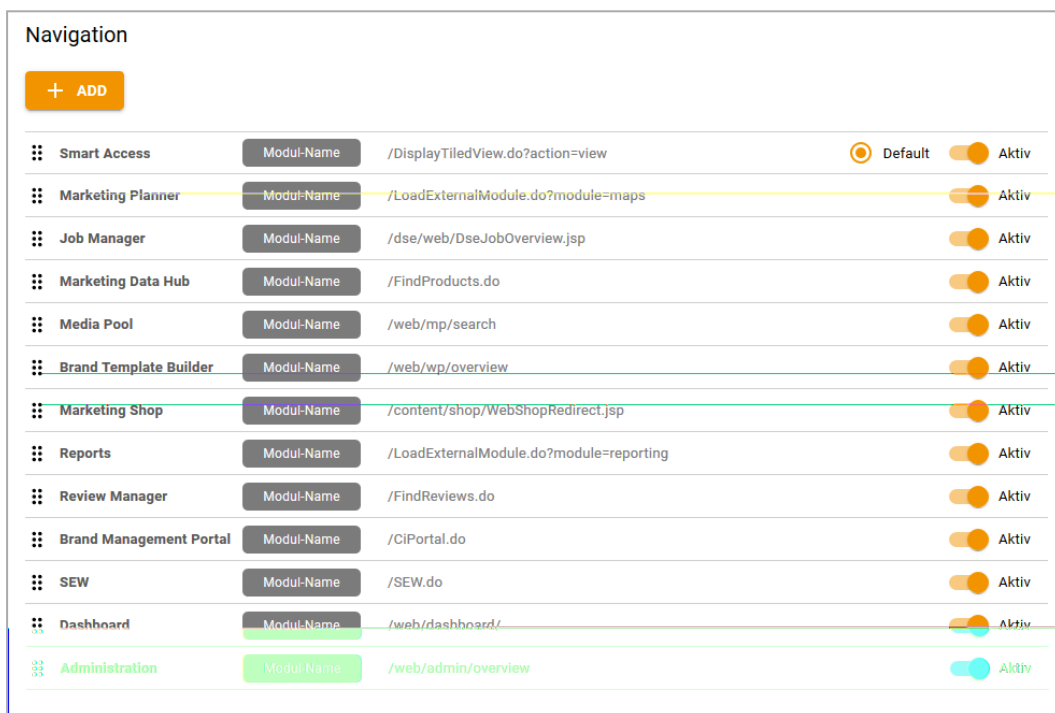 Navigation
+ ADD
Smart Access Modul-Name /DisplayTiledView.do?action=view Default Aktiv
Marketing Planner Modul-Name /LoadExternalModule.do?module=maps Aktiv
Job Manager Modul-Name /dse/web/DseJobOverview.jsp Aktiv
Marketing Data Hub Modul-Name /FindProducts.do Aktiv
Media Pool Modul-Name /web/mp/search Aktiv
Brand Template Builder Modul-Name /web/wp/overview Aktiv
Marketing Shop Modul-Name /content/shop/WebShopRedirect.jsp Aktiv
Reports Modul-Name /LoadExternalModule.do?module=reporting Aktiv
Review Manager Modul-Name /FindReviews.do Aktiv
Brand Management Portal Modul-Name /CiPortal.do Aktiv
SEW Modul-Name /SEW.do Aktiv
Dashboard Modul-Name /web/dashboard/ Aktiv
Administration Modul-Name /web/admin/overview Aktiv